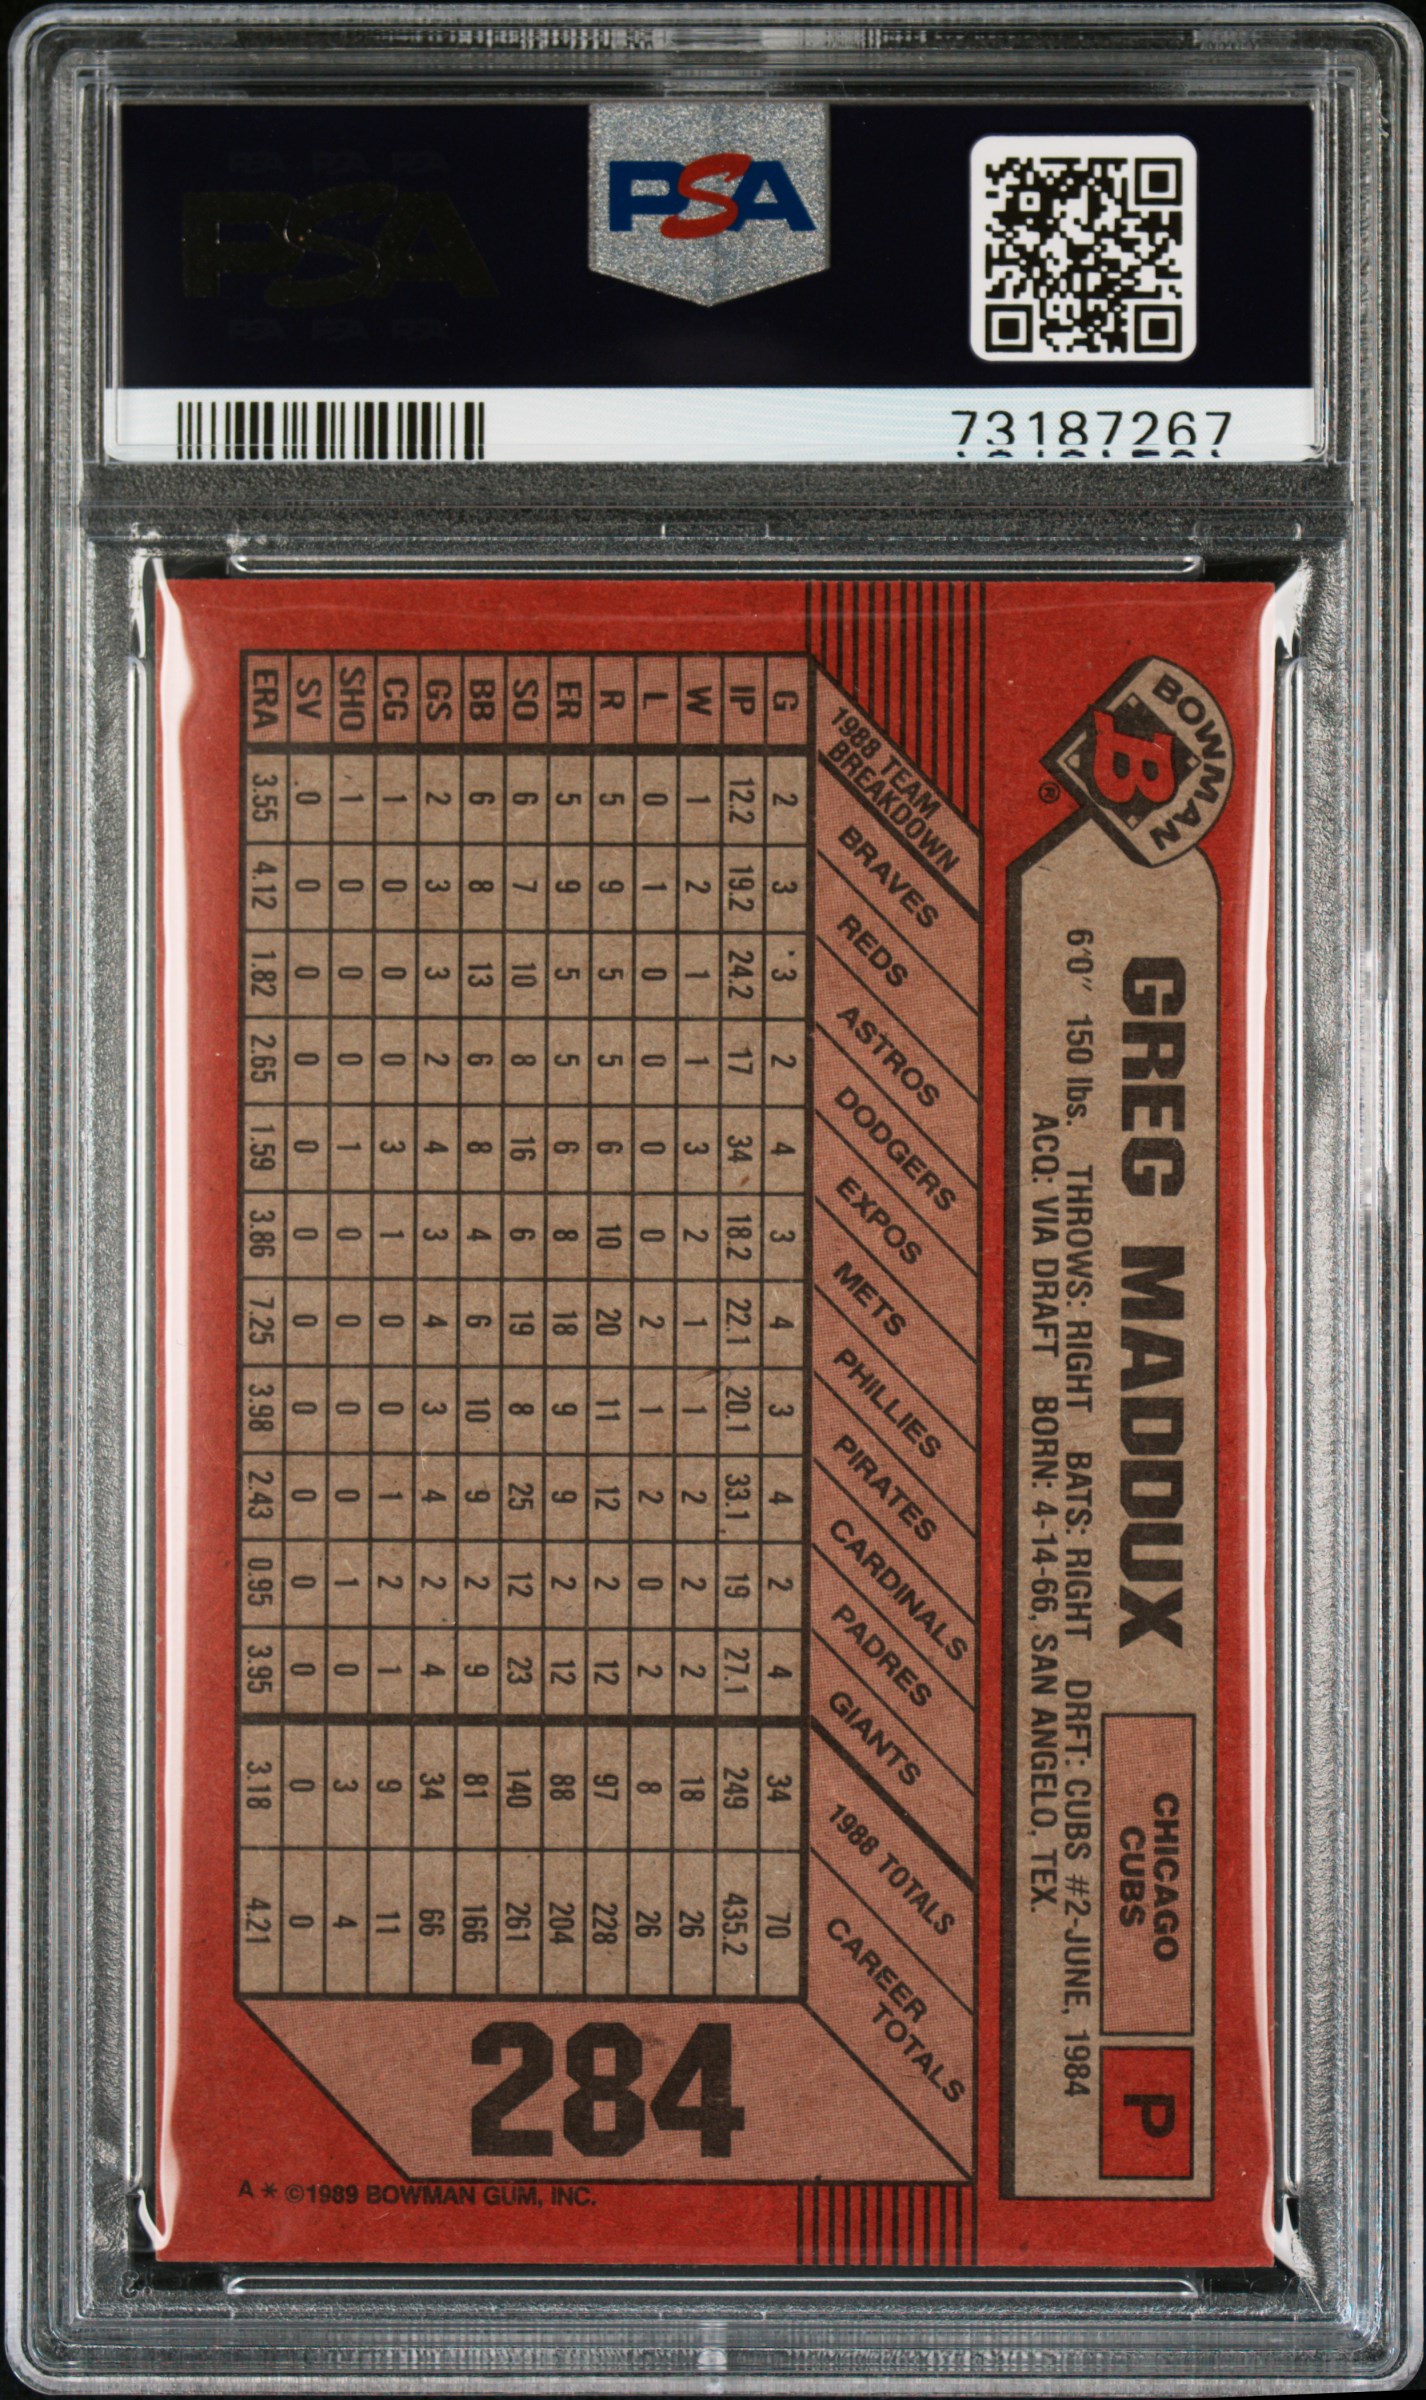 PSA PSA PSA
PSA
PSA PSA PSA
PSA
73187267
BOWMAN
B
®
GREG MADDUX
CHICAGO
CUBS
P
6'0" 150 lbs. THROWS: RIGHT BATS: RIGHT DRFT: CUBS #2-JUNE, 1984
ACQ: VIA DRAFT BORN: 4-14-66, SAN ANGELO, TEX.
1988 TEAM
BREAKDOWN
BRAVES
REDS
ASTROS
DODGERS
EXPOS
METS
PHILLIES
PIRATES
CARDINALS
PADRES
GIANTS
1988 TOTALS
CAREER
TOTALS
G 2 3 3 2 4 3 4 3 4 2 4 34 70
IP 12.2 19.2 24.2 17 34 18.2 22.1 20.1 33.1 19 27.1 249 435.2
W 1 2 1 1 3 2 1 1 2 2 2 18 26
L 0 1 0 0 0 0 2 1 2 0 2 8 26
R 5 9 5 5 6 10 20 11 12 2 12 97 228
ER 5 9 5 5 6 8 18 9 9 2 12 88 204
SO 6 7 10 8 16 6 19 8 25 12 23 140 261
BB 6 8 13 6 8 4 6 10 9 2 9 81 166
GS 2 3 3 2 4 3 4 3 4 2 4 34 66
CG 1 0 0 0 3 1 0 0 1 2 1 9 11
SHO 1 0 0 0 1 0 0 0 0 1 0 3 4
SV 0 0 0 0 0 0 0 0 0 0 0 0 0
ERA 3.55 4.12 1.82 2.65 1.59 3.86 7.25 3.98 2.43 0.95 3.95 3.18 4.21
284
A * ©1989 BOWMAN GUM, INC.